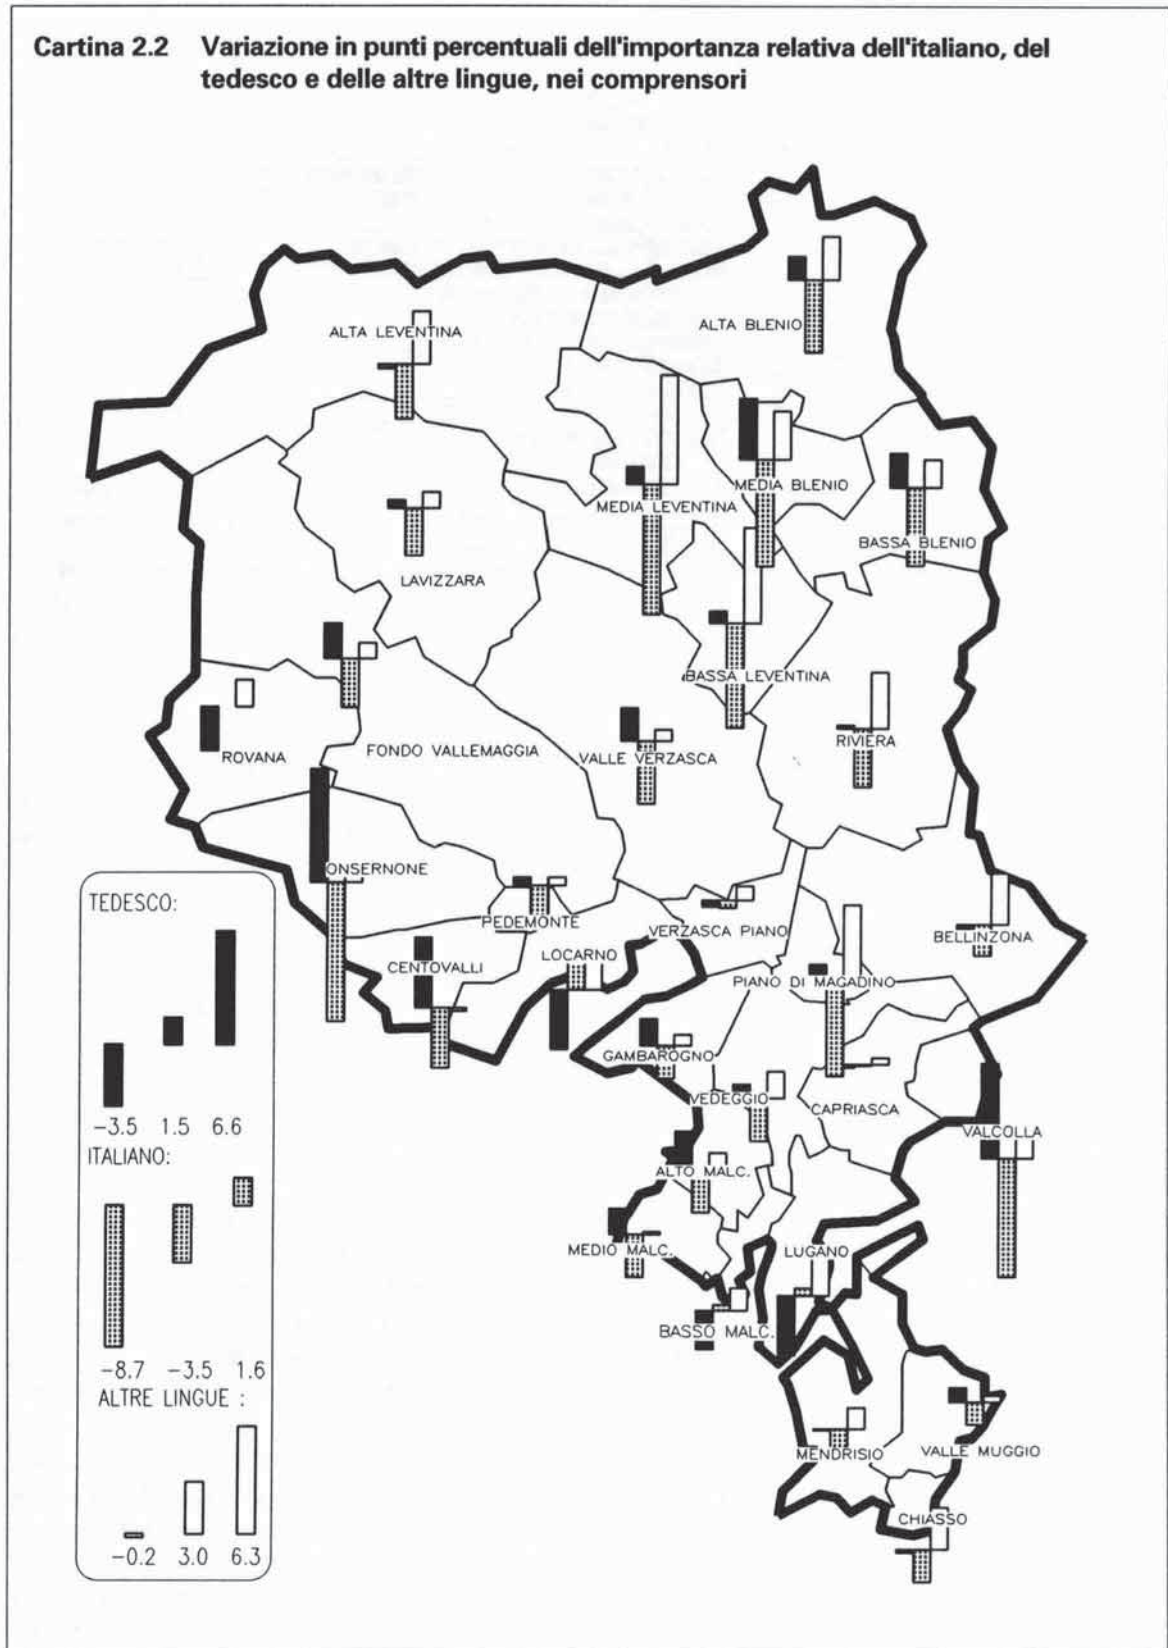 Cartina 2.2 Variazione in punti percentuali dell'importanza relativa dell'italiano, del
tedesco e delle altre lingue, nei comprensori
ALTA BLENIO
ALTA LEVENTINA
MEDIA BLENIO
MEDIA LEVENTINA
BASSA BLENIO
LAVIZZARA
BASSA LEVENTINA
RIVIERA
FONDO VALLEMAGGIA
ROVANA
VALLE VERZASCA
ONSERNONE
PEDEMONTE
VERZASCA PIANO
BELLINZONA
LOCARNO
CENTOVALLI
PIANO DI MAGADINO
GAMBAROGNO
VEDEGGIO
CAPRIASCA
VALCOLLA
ALTO MALC.
MEDIO MALC.
LUGANO
BASSO MALC.
MENDRISIO
VALLE MUGGIO
CHIASSO
TEDESCO:
-3.5 1.5 6.6
ITALIANO:
-8.7 -3.5 1.6
ALTRE LINGUE :
-0.2 3.0 6.3